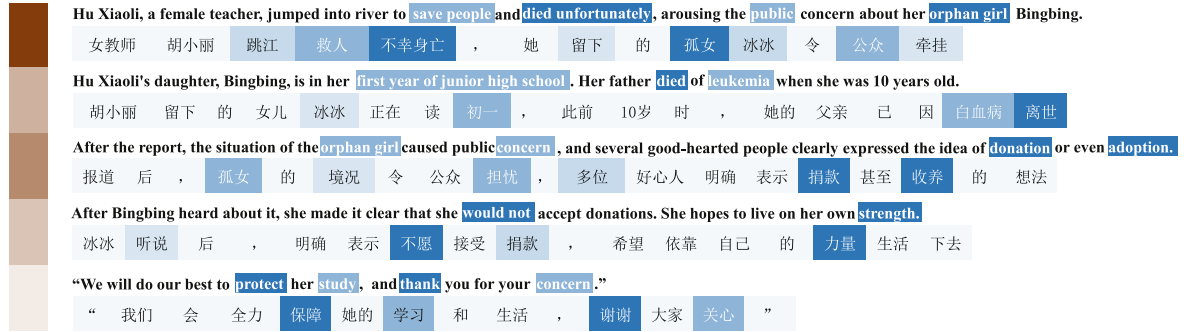 Hu Xiaoli, a female teacher, jumped into river to save people and died unfortunately, arousing the public concern about her orphan girl Bingbing.
女教师 胡小丽 跳江 救人 不幸身亡 ， 她 留下 的 孤女 冰冰 令 公众 牵挂
Hu Xiaoli's daughter, Bingbing, is in her first year of junior high school. Her father died of leukemia when she was 10 years old.
胡小丽 留下 的 女儿 冰冰 正在 读 初一 ， 此前 10岁 时 ， 她的 父亲 已 因 白血病 离世
After the report, the situation of the orphan girl caused public concern, and several good-hearted people clearly expressed the idea of donation or even adoption.
报道 后 ， 孤女 的 境况 令 公众 担忧 ， 多位 好心人 明确 表示 捐款 甚至 收养 的 想法
After Bingbing heard about it, she made it clear that she would not accept donations. She hopes to live on her own strength.
冰冰 听说 后 ， 明确 表示 不愿 接受 捐款 ， 希望 依靠 自己 的 力量 生活 下去
“We will do our best to protect her study, and thank you for your concern.”
“ 我们 会 全力 保障 她的 学习 和 生活 ， 谢谢 大家 关心 ”